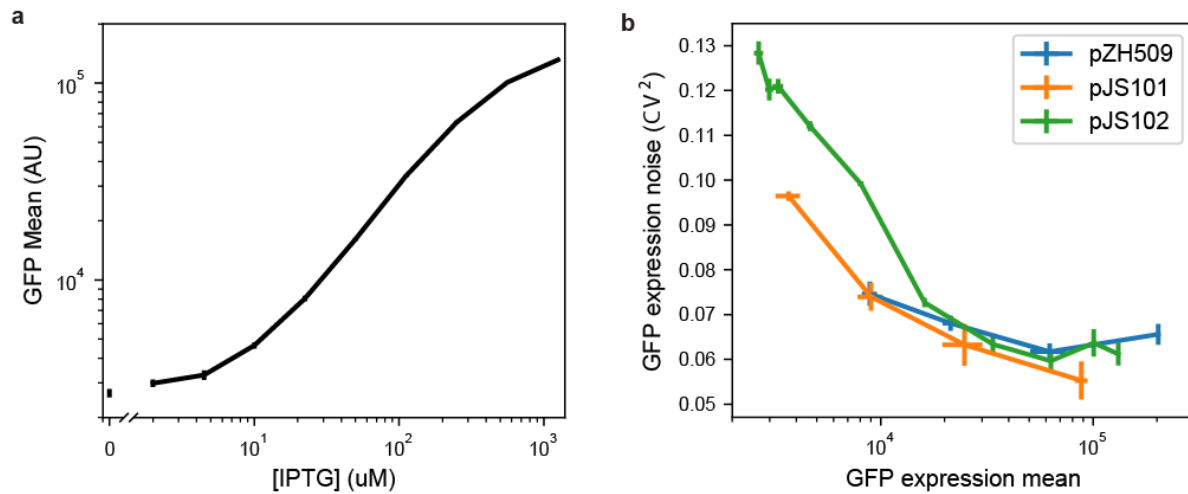 a
GFP Mean (AU)
10^5
10^4
0
10^1
10^2
10^3
[IPTG] (uM)
b
GFP expression noise (CV^2)
0.13
0.12
0.11
0.10
0.09
0.08
0.07
0.06
0.05
pZH509
pJS101
pJS102
10^4
10^5
GFP expression mean